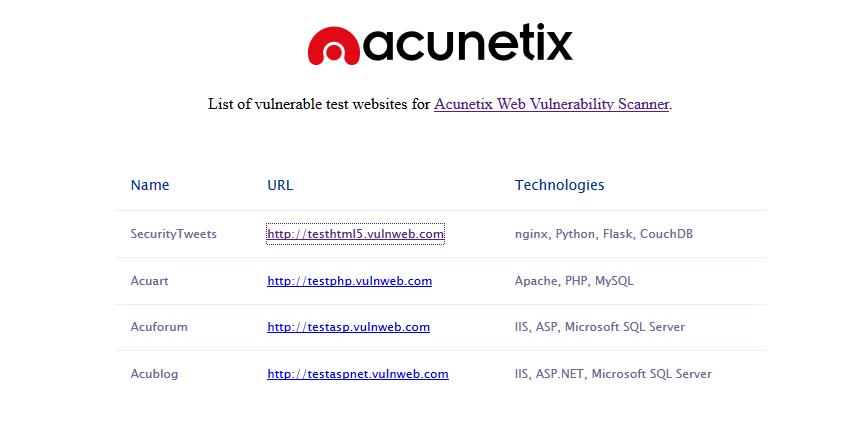 acunetix
List of vulnerable test websites for Acunetix Web Vulnerability Scanner.
Name URL Technologies
SecurityTweets http://testhtml5.vulnweb.com nginx, Python, Flask, CouchDB
Acuart http://testphp.vulnweb.com Apache, PHP, MySQL
Acuforum http://testasp.vulnweb.com IIS, ASP, Microsoft SQL Server
Acublog http://testaspnet.vulnweb.com IIS, ASP.NET, Microsoft SQL Server